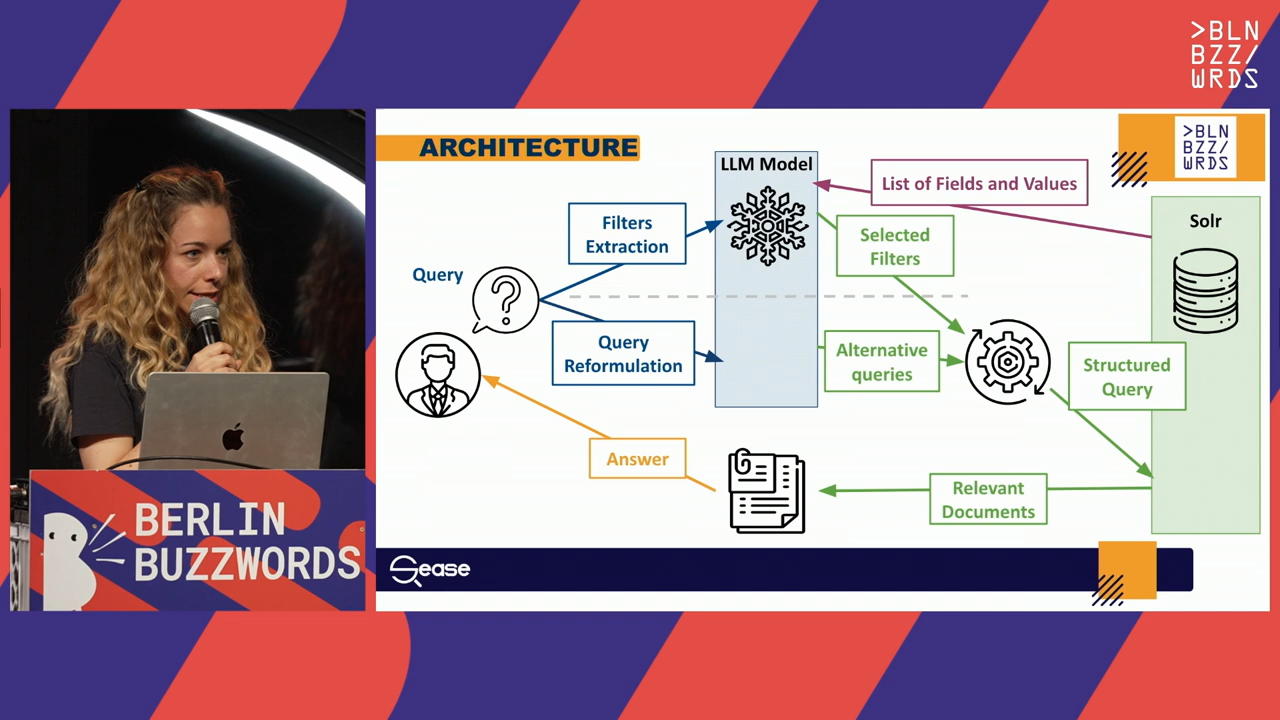 >BLN
BZZ/
WRDS
ARCHITECTURE
>BLN
BZZ/
WRDS
LLM Model
List of Fields and Values
Solr
Filters
Extraction
Selected
Filters
Query
?
Query
Reformulation
Alternative
queries
Structured
Query
Answer
Relevant
Documents
BERLIN
BUZZWORDS
Sease